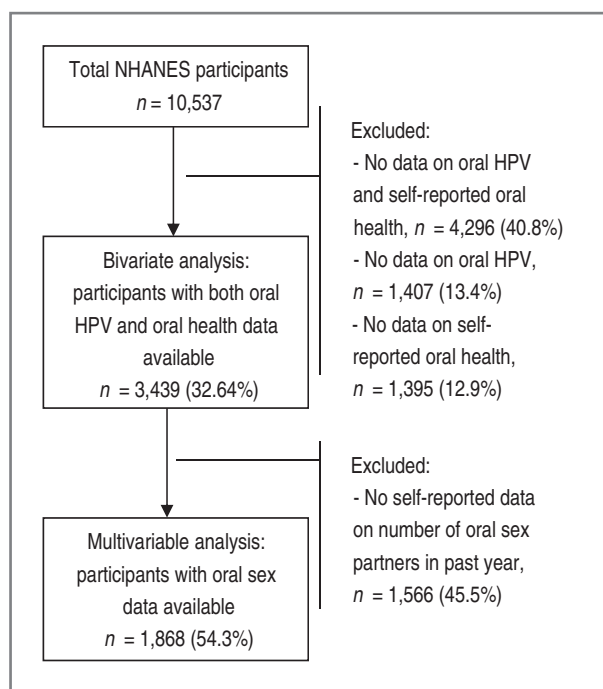 Total NHANES participants
n = 10,537
Excluded:
- No data on oral HPV
and self-reported oral
health, n = 4,296 (40.8%)
- No data on oral HPV,
n = 1,407 (13.4%)
- No data on self-
reported oral health,
n = 1,395 (12.9%)
Bivariate analysis:
participants with both oral
HPV and oral health data
available
n = 3,439 (32.64%)
Excluded:
- No self-reported data
on number of oral sex
partners in past year,
n = 1,566 (45.5%)
Multivariable analysis:
participants with oral sex
data available
n = 1,868 (54.3%)